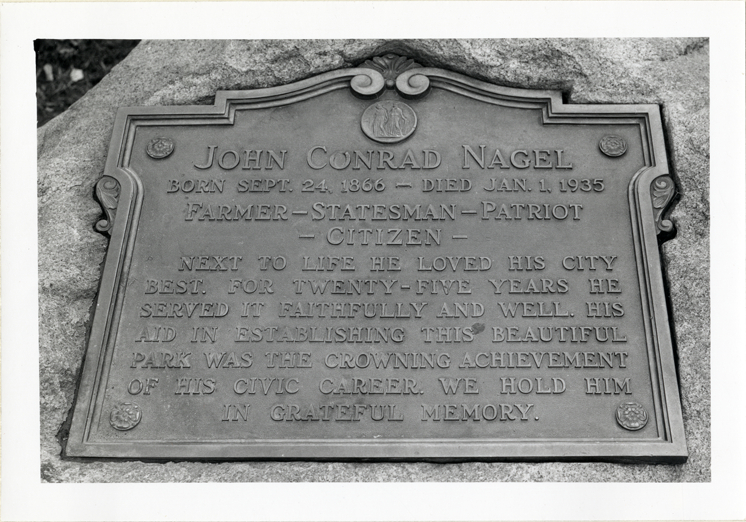 JOHN CONRAD NAGEL
BORN SEPT. 24, 1866 — DIED JAN. 1, 1935
FARMER – STATESMAN – PATRIOT
– CITIZEN –
NEXT TO LIFE HE LOVED HIS CITY
BEST. FOR TWENTY-FIVE YEARS HE
SERVED IT FAITHFULLY AND WELL. HIS
AID IN ESTABLISHING THIS BEAUTIFUL
PARK WAS THE CROWNING ACHIEVEMENT
OF HIS CIVIC CAREER. WE HOLD HIM
IN GRATEFUL MEMORY.